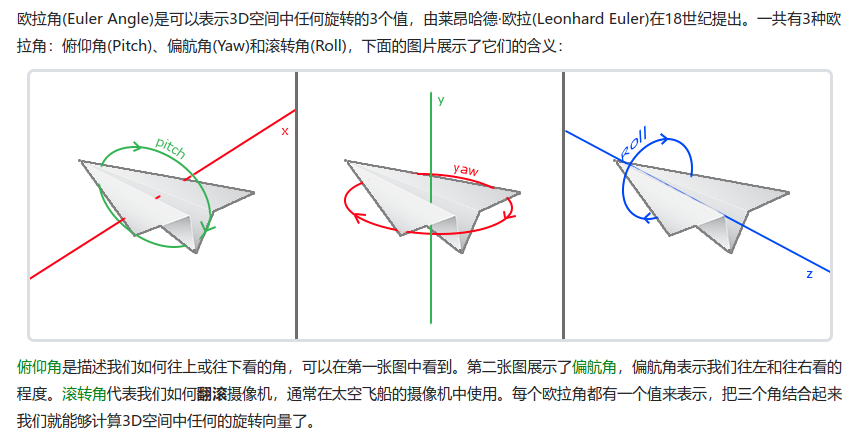 欧拉角(Euler Angle)是可以表示3D空间中任何旋转的3个值，由莱昂哈德·欧拉(Leonhard Euler)在18世纪提出。一共有3种欧
拉角：俯仰角(Pitch)、偏航角(Yaw)和滚转角(Roll)，下面的图片展示了它们的含义：
pitch
x
y
yaw
Roll
z
俯仰角是描述我们如何往上或往下看的角，可以在第一张图中看到。第二张图展示了偏航角，偏航角表示我们往左和往右看的
程度。滚转角代表我们如何翻滚摄像机，通常在太空飞船的摄像机中使用。每个欧拉角都有一个值来表示，把三个角结合起来
我们就能够计算3D空间中任何的旋转向量了。